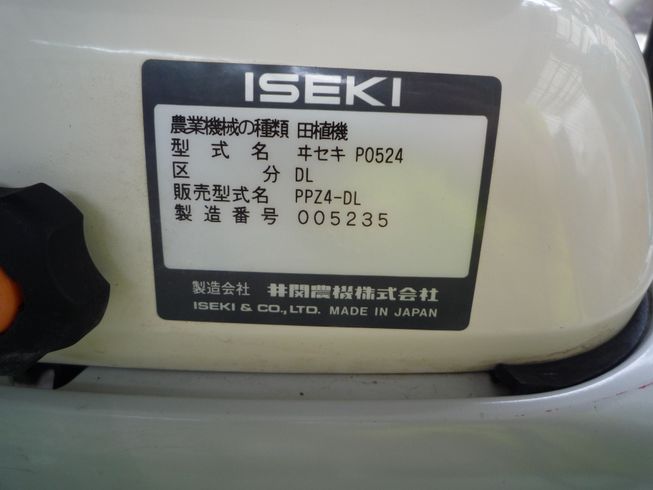 ISEKI
農業機械の種類 田植機
型式名 ヰセキ P0524
区分 DL
販売型式名 PPZ4-DL
製造番号 005235
製造会社 井関農機株式会社
ISEKI & CO., LTD. MADE IN JAPAN